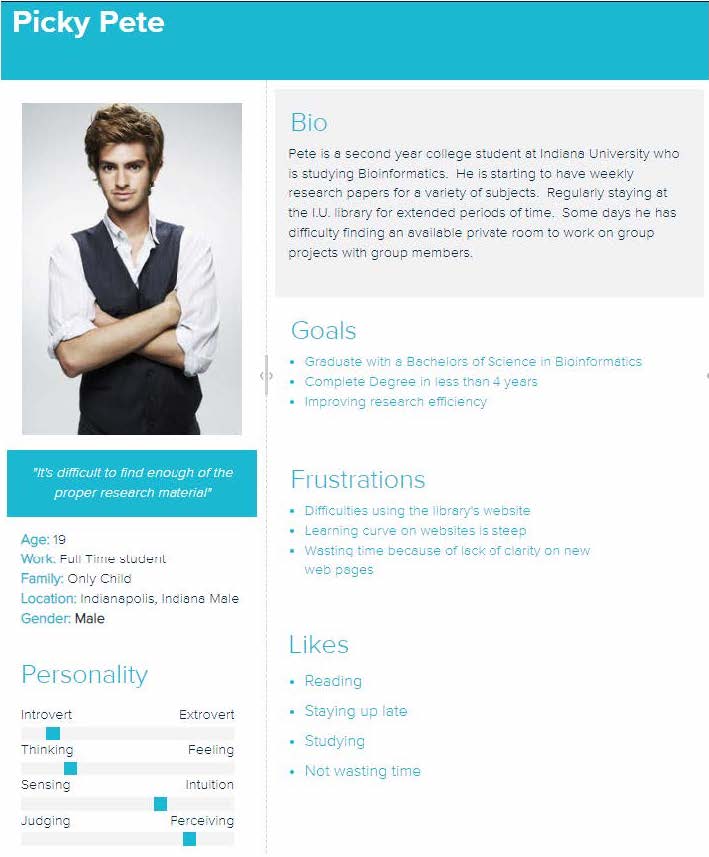 Picky Pete
"It's difficult to find enough of the
proper research material"
Age: 19
Work: Full Time student
Family: Only Child
Location: Indianapolis, Indiana Male
Gender: Male
Personality
Introvert Extrovert
Thinking Feeling
Sensing Intuition
Judging Perceiving
Bio
Pete is a second year college student at Indiana University who
is studying Bioinformatics. He is starting to have weekly
research papers for a variety of subjects. Regularly staying at
the I.U. library for extended periods of time. Some days he has
difficulty finding an available private room to work on group
projects with group members.
Goals
• Graduate with a Bachelors of Science in Bioinformatics
• Complete Degree in less than 4 years
• Improving research efficiency
Frustrations
• Difficulties using the library's website
• Learning curve on websites is steep
• Wasting time because of lack of clarity on new
web pages
Likes
• Reading
• Staying up late
• Studying
• Not wasting time